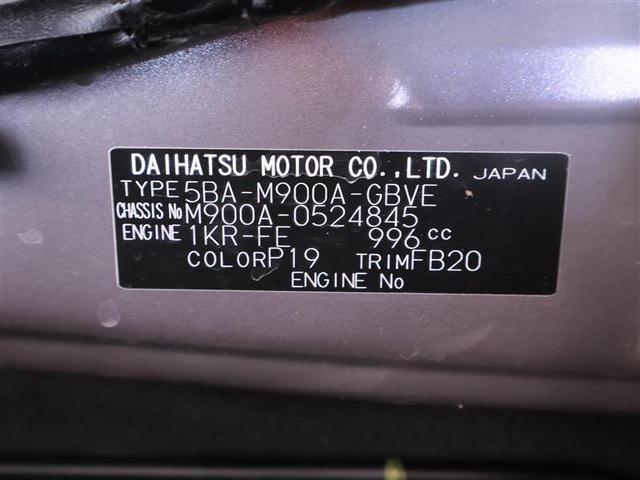 DAIHATSU MOTOR CO.,LTD. JAPAN
TYPE 5BA-M900A-GBVE
CHASSIS No M900A-0524845
ENGINE 1KR-FE 996 cc
COLOR P19 TRIM FB20
ENGINE No